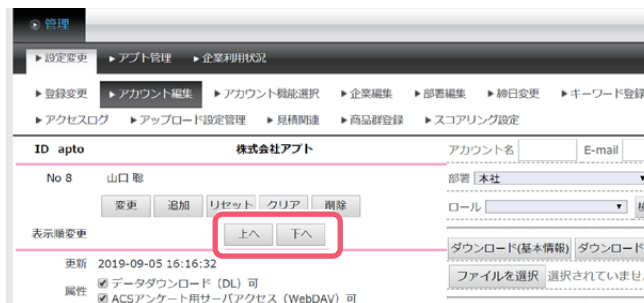 管理
設定変更 アプト管理 企業利用状況
登録変更 アカウント編集 アカウント機能選択 企業編集 部署編集 締日変更 キーワード登録
アクセスログ アップロード設定管理 見積関連 商品群登録 スコアリング設定
ID apto 株式会社アプト アカウント名 E-mail
No 8 山口 聡 部署 本社
変更 追加 リセット クリア 削除 ロール
表示順変更 上へ 下へ
ダウンロード(基本情報) ダウンロード
更新 2019-09-05 16:16:32
ファイルを選択 選択されていませ
属性 データダウンロード（DL）可
ACSアンケート用サーバアクセス（WebDAV）可